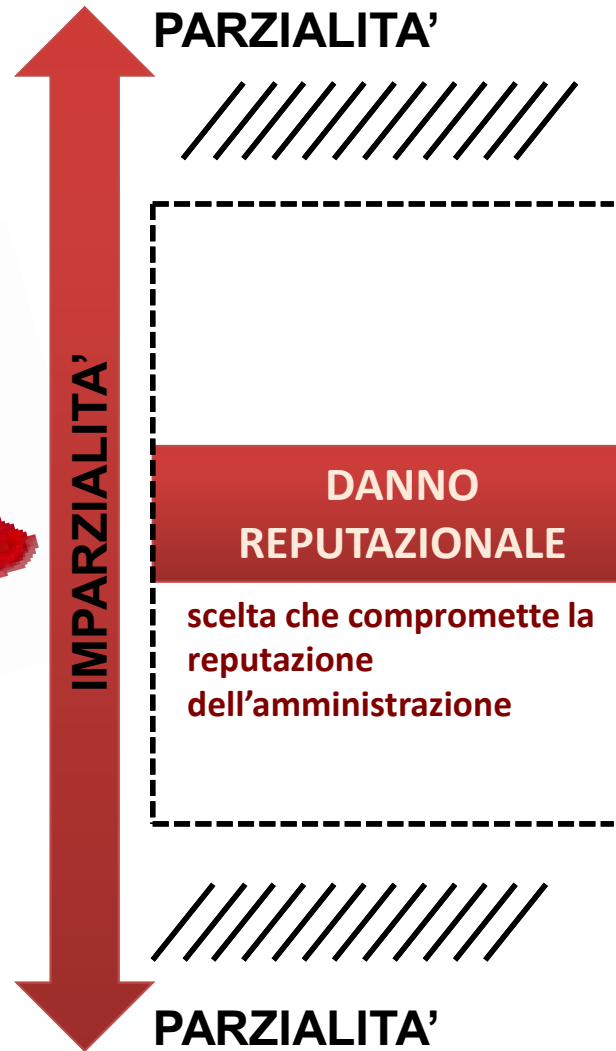 PARZIALITA’
IMPARZIALITA’
DANNO
REPUTAZIONALE
scelta che compromette la
reputazione
dell’amministrazione
PARZIALITA’